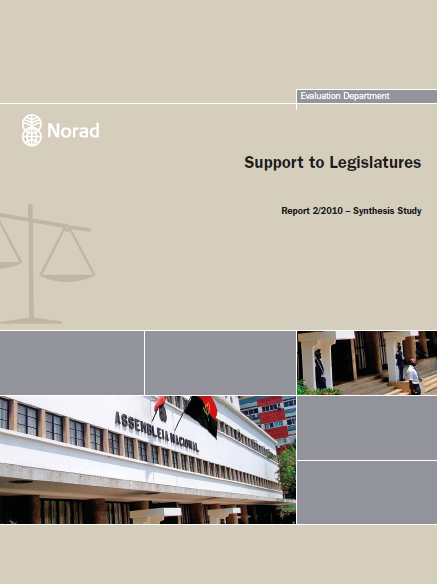 Evaluation Department
Norad
Support to Legislatures
Report 2/2010 – Synthesis Study
ASSEMBLEIA NACIONAL